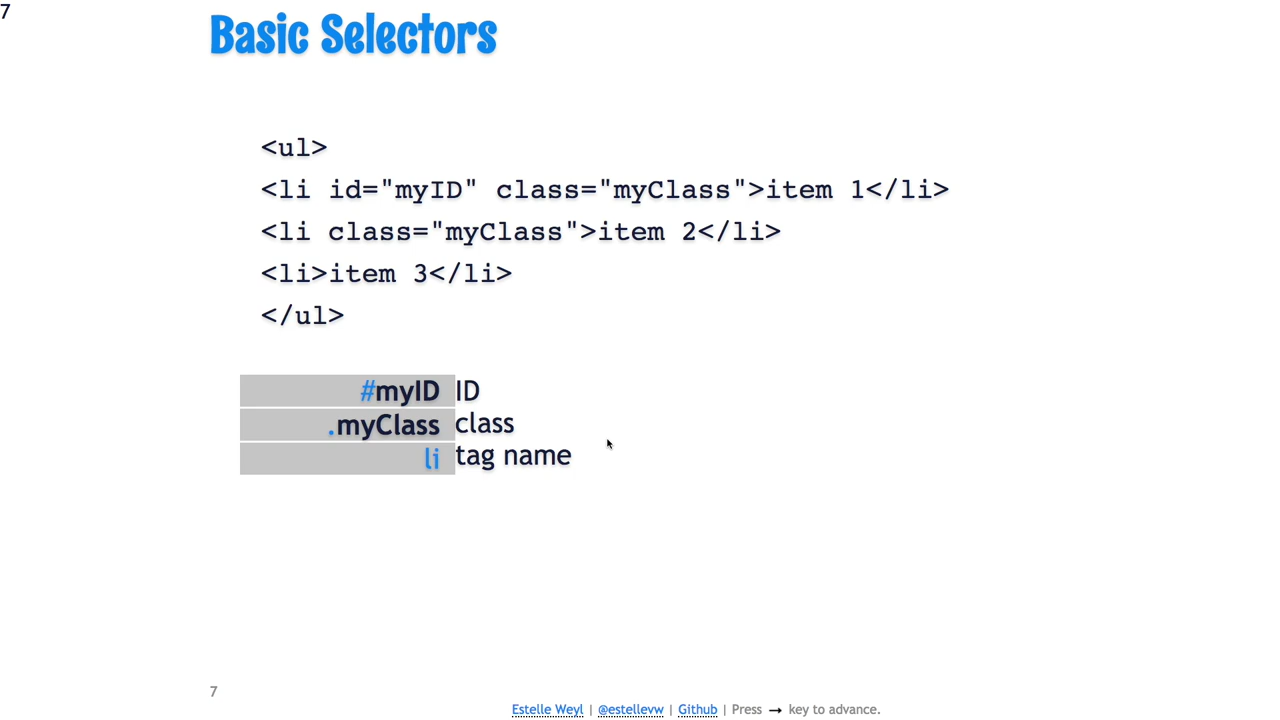 7
Basic Selectors
<ul>
<li id="myID" class="myClass">item 1</li>
<li class="myClass">item 2</li>
<li>item 3</li>
</ul>
#myID ID
.myClass class
li tag name
7
Estelle Weyl | @estellevw | Github | Press → key to advance.